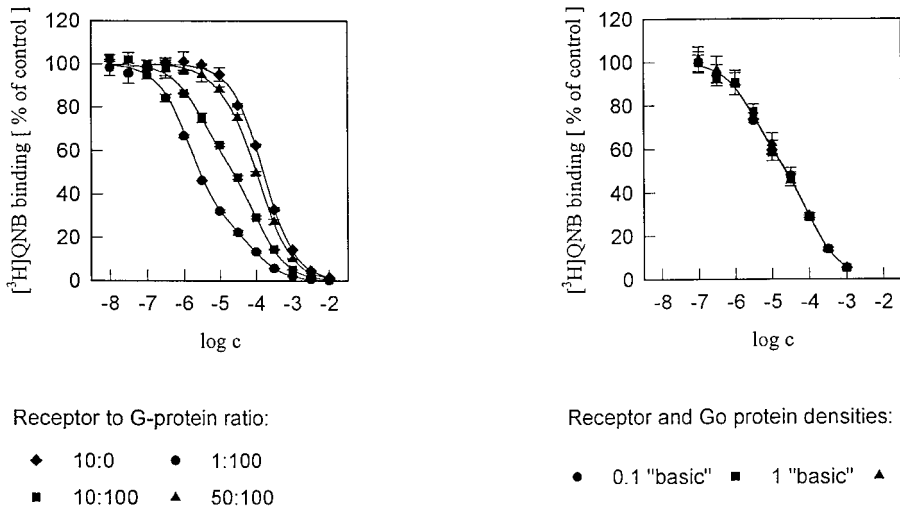 [³H]QNB binding [ % of control ]
120
100
80
60
40
20
0
-8 -7 -6 -5 -4 -3 -2
log c
Receptor to G-protein ratio:
10:0 1:100
10:100 50:100
[³H]QNB binding [ % of control ]
120
100
80
60
40
20
0
-8 -7 -6 -5 -4 -3 -2
log c
Receptor and Go protein densities:
0.1 "basic" 1 "basic"